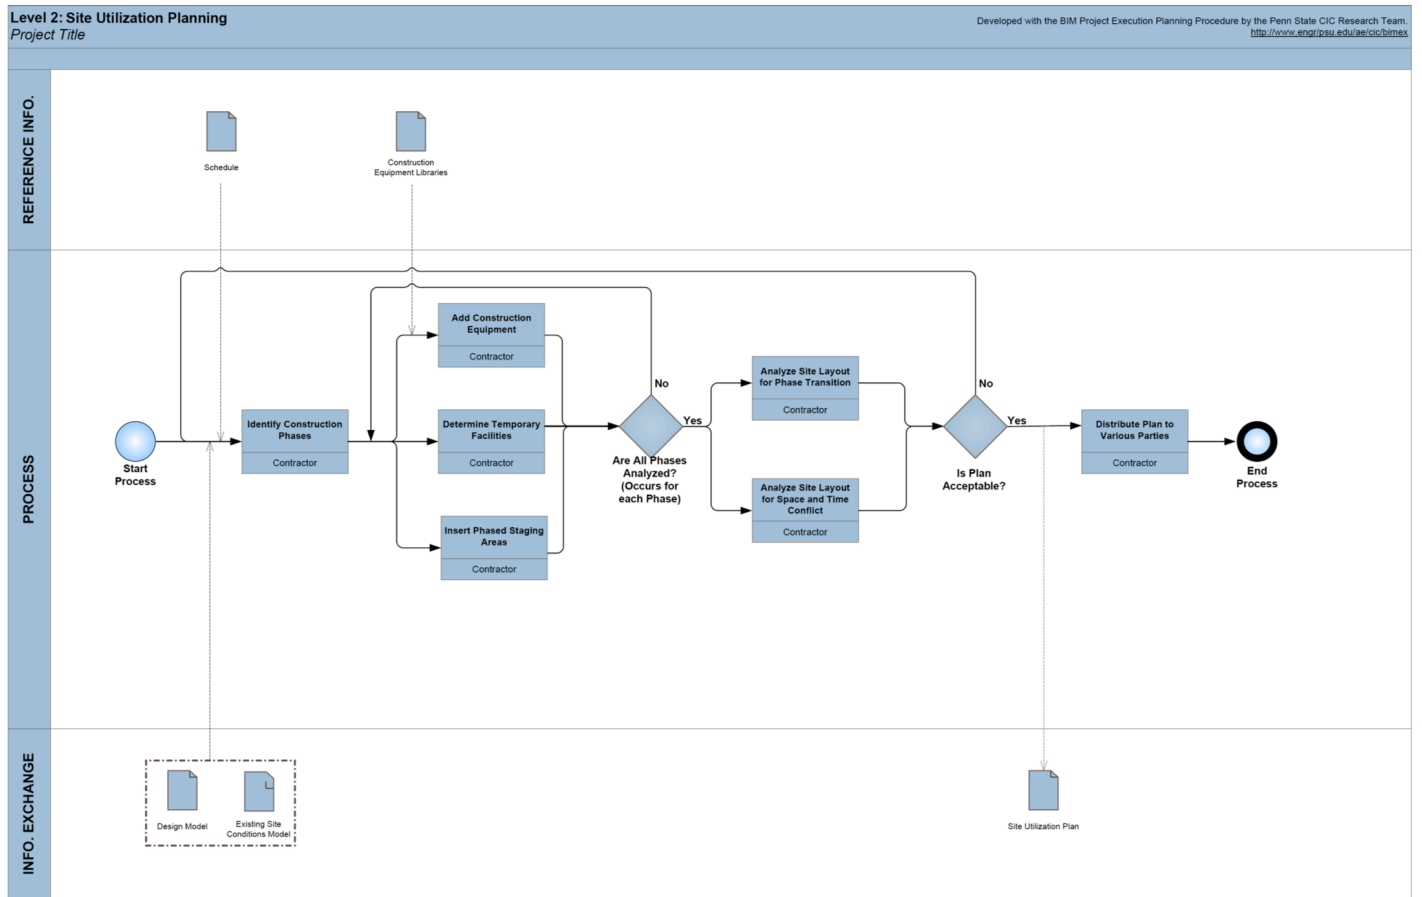 Level 2: Site Utilization Planning
Project Title
Developed with the BIM Project Execution Planning Procedure by the Penn State CIC Research Team.
http://www.engr/psu.edu/ae/cic/bimex
REFERENCE INFO.
Schedule
Construction
Equipment Libraries
PROCESS
Start
Process
Identify Construction
Phases
Contractor
Add Construction
Equipment
Contractor
Determine Temporary
Facilities
Contractor
Insert Phased Staging
Areas
Contractor
No
Yes
Are All Phases
Analyzed?
(Occurs for
each Phase)
Analyze Site Layout
for Phase Transition
Contractor
Analyze Site Layout
for Space and Time
Conflict
Contractor
No
Yes
Is Plan
Acceptable?
Distribute Plan to
Various Parties
Contractor
End
Process
INFO. EXCHANGE
Design Model
Existing Site
Conditions Model
Site Utilization Plan